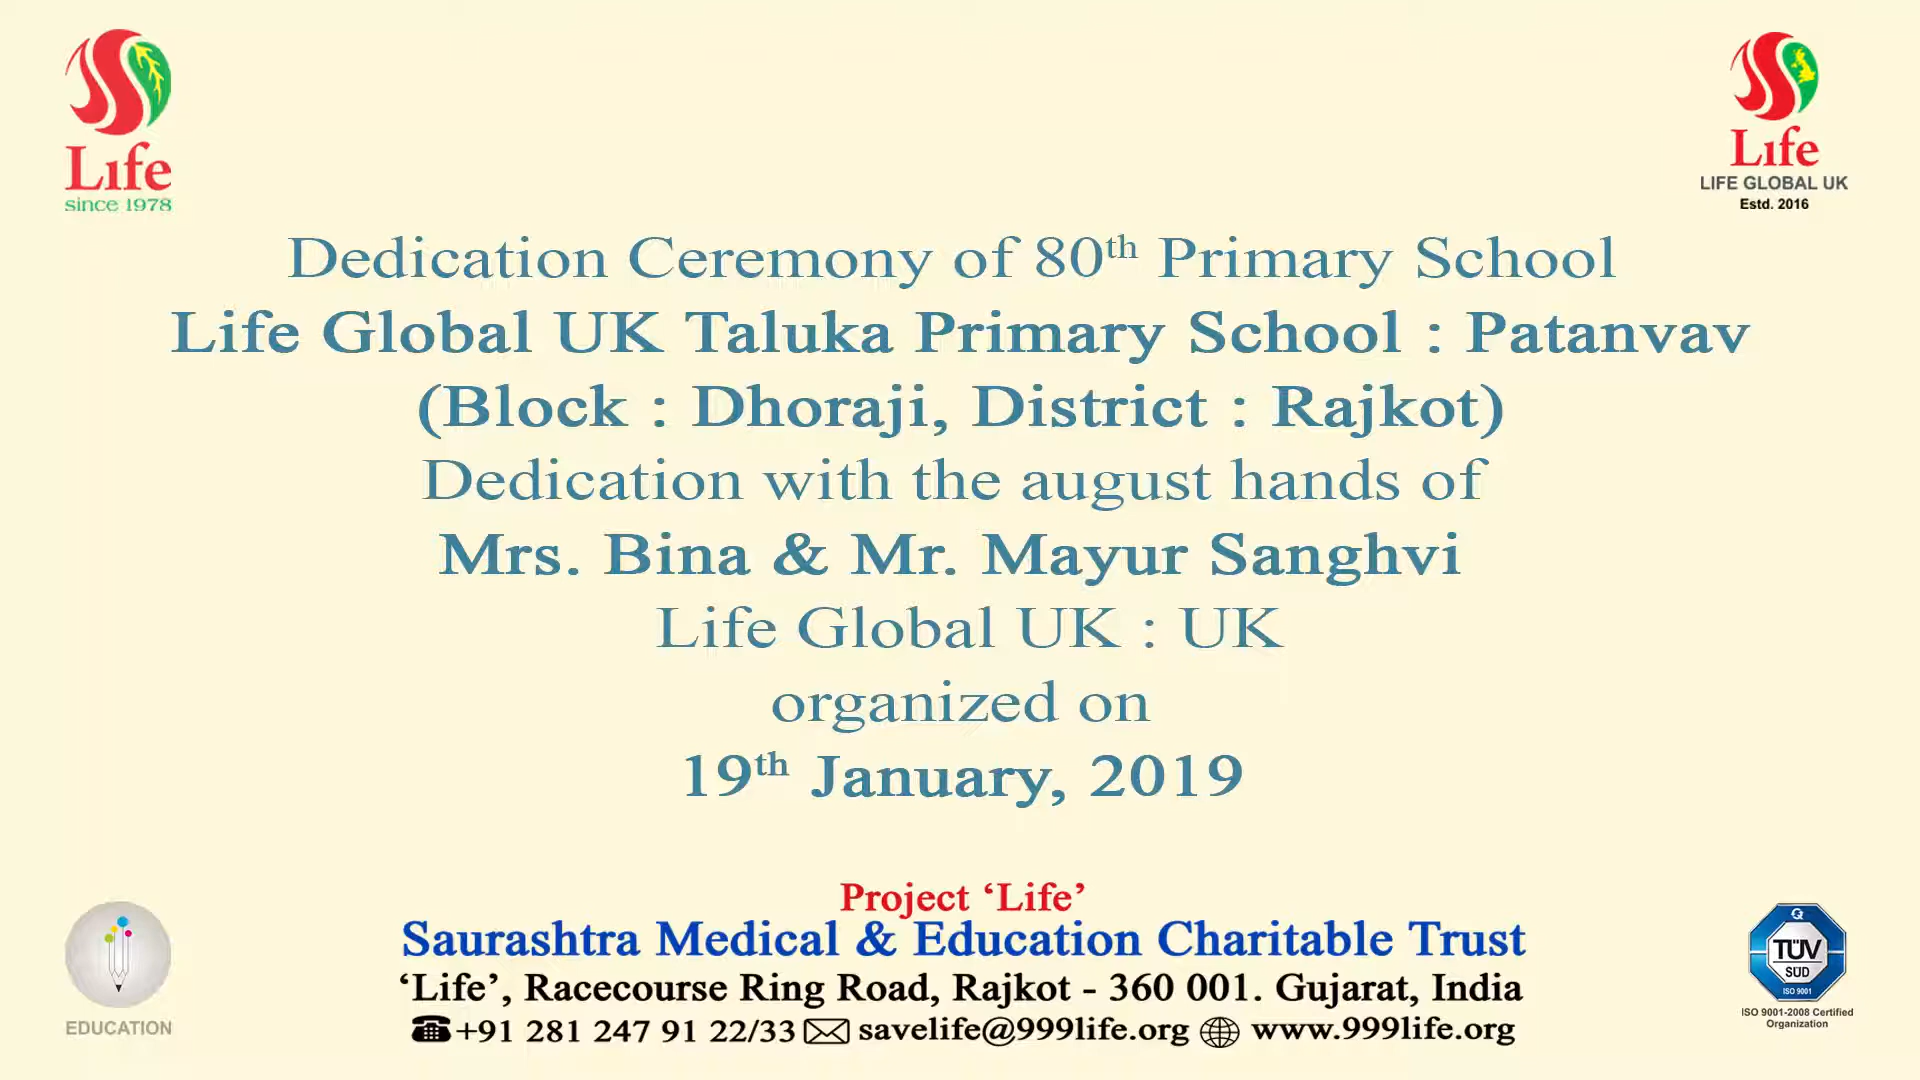 Life
since 1978
Life
LIFE GLOBAL UK
Estd. 2016
Dedication Ceremony of 80th Primary School
Life Global UK Taluka Primary School : Patanvav
(Block : Dhoraji, District : Rajkot)
Dedication with the august hands of
Mrs. Bina & Mr. Mayur Sanghvi
Life Global UK : UK
organized on
19th January, 2019
Project ‘Life’
Saurashtra Medical & Education Charitable Trust
‘Life’, Racecourse Ring Road, Rajkot - 360 001. Gujarat, India
+91 281 247 91 22/33 savelife@999life.org www.999life.org
EDUCATION
TÜV
SÜD
ISO 9001
ISO 9001-2008 Certified
Organization